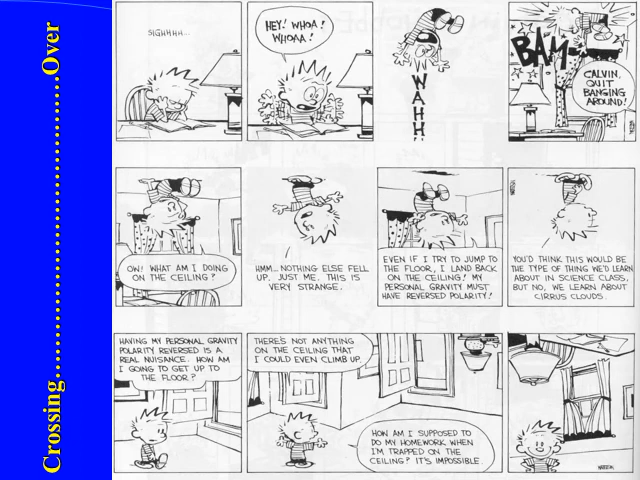 Crossing....................................................Over
SIGHHHH...
HEY! WHOA!
WHOAA!
WAHH!
BAM
CALVIN,
QUIT
BANGING
AROUND!
OW! WHAT AM I DOING
ON THE CEILING?
HMM... NOTHING ELSE FELL
UP. JUST ME. THIS IS
VERY STRANGE.
EVEN IF I TRY TO JUMP TO
THE FLOOR, I LAND BACK
ON THE CEILING! MY
PERSONAL GRAVITY MUST
HAVE REVERSED POLARITY!
YOU'D THINK THIS WOULD BE
THE TYPE OF THING WE'D LEARN
ABOUT IN SCIENCE CLASS,
BUT NO, WE LEARN ABOUT
CIRRUS CLOUDS.
HAVING MY PERSONAL GRAVITY
POLARITY REVERSED IS A
REAL NUISANCE. HOW AM
I GOING TO GET UP TO
THE FLOOR?
THERE'S NOT ANYTHING
ON THE CEILING THAT
I COULD EVEN CLIMB UP.
HOW AM I SUPPOSED TO
DO MY HOMEWORK WHEN
I'M TRAPPED ON THE
CEILING? IT'S IMPOSSIBLE.